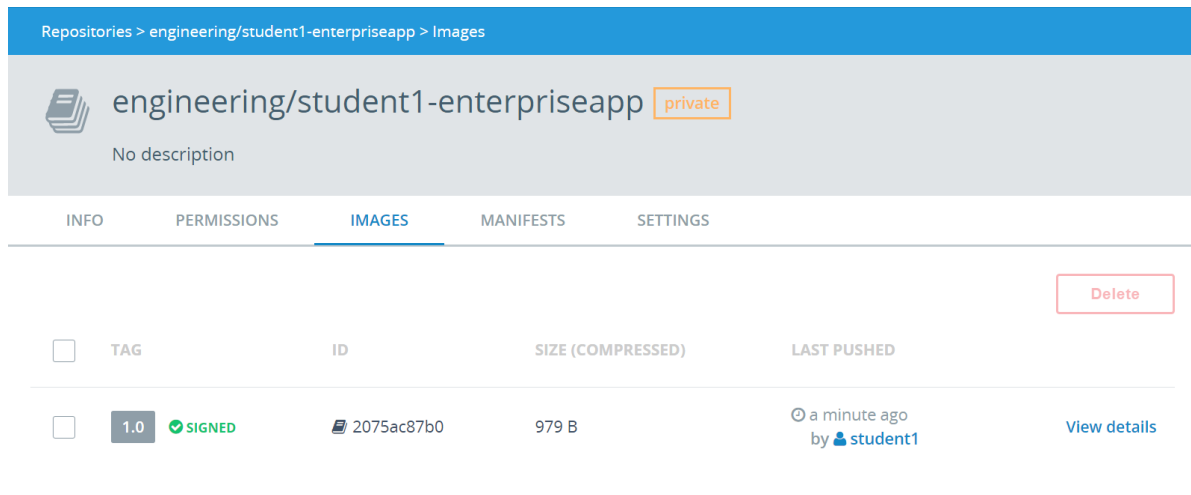 Repositories > engineering/student1-enterpriseapp > Images
engineering/student1-enterpriseapp private
No description
INFO PERMISSIONS IMAGES MANIFESTS SETTINGS
Delete
TAG ID SIZE (COMPRESSED) LAST PUSHED
1.0 SIGNED 2075ac87b0 979 B a minute ago
by student1 View details